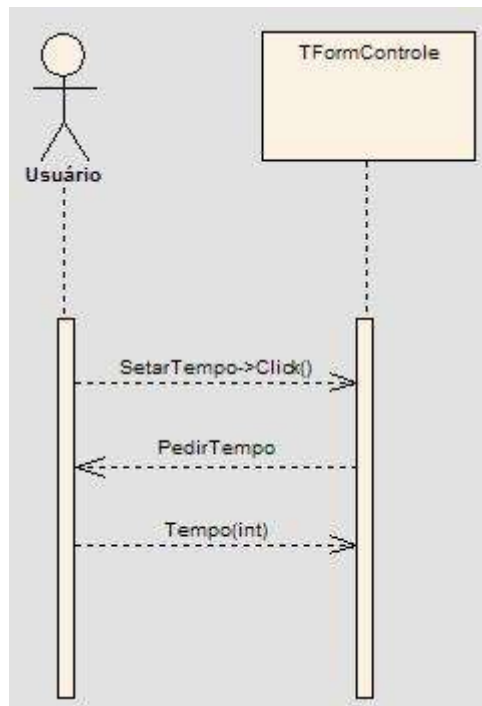 TFormControle
Usuário
SetarTempo->Click()
PedirTempo
Tempo(int)